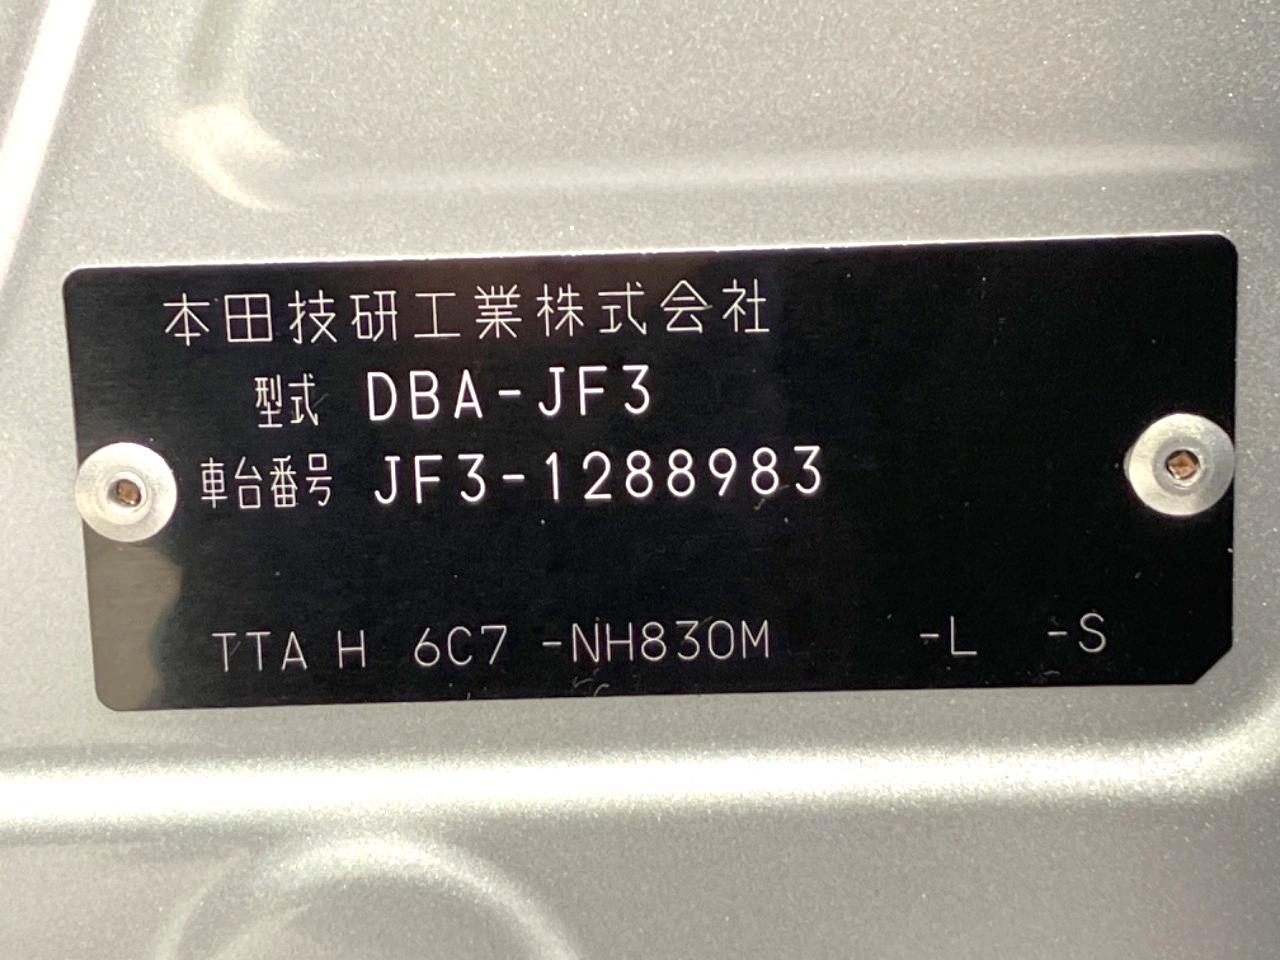 本田技研工業株式会社
型式 DBA-JF3
車台番号 JF3-1288983
TTA H 6C7 -NH830M -L -S